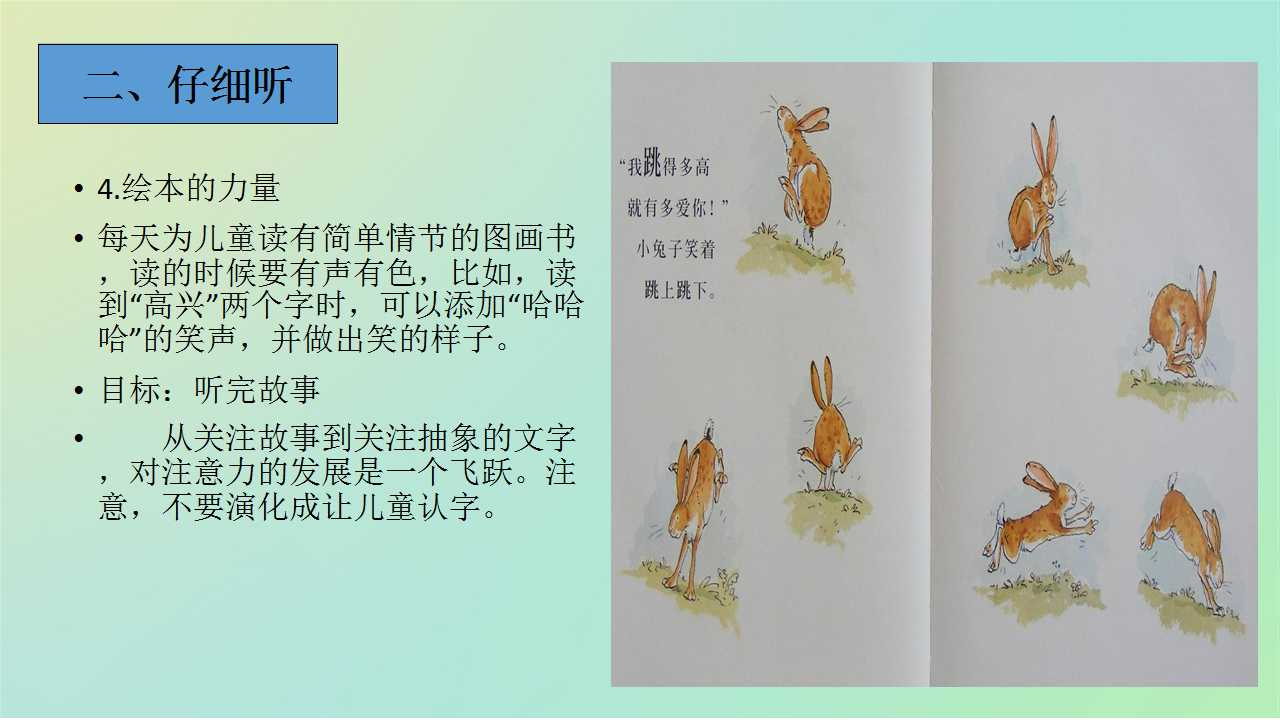 二、仔细听
• 4.绘本的力量
• 每天为儿童读有简单情节的图画书
，读的时候要有声有色，比如，读
到“高兴”两个字时，可以添加“哈哈
哈”的笑声，并做出笑的样子。
• 目标：听完故事
• 从关注故事到关注抽象的文字
，对注意力的发展是一个飞跃。注
意，不要演化成让儿童认字。
“我跳得多高
就有多爱你！”
小兔子笑着
跳上跳下。